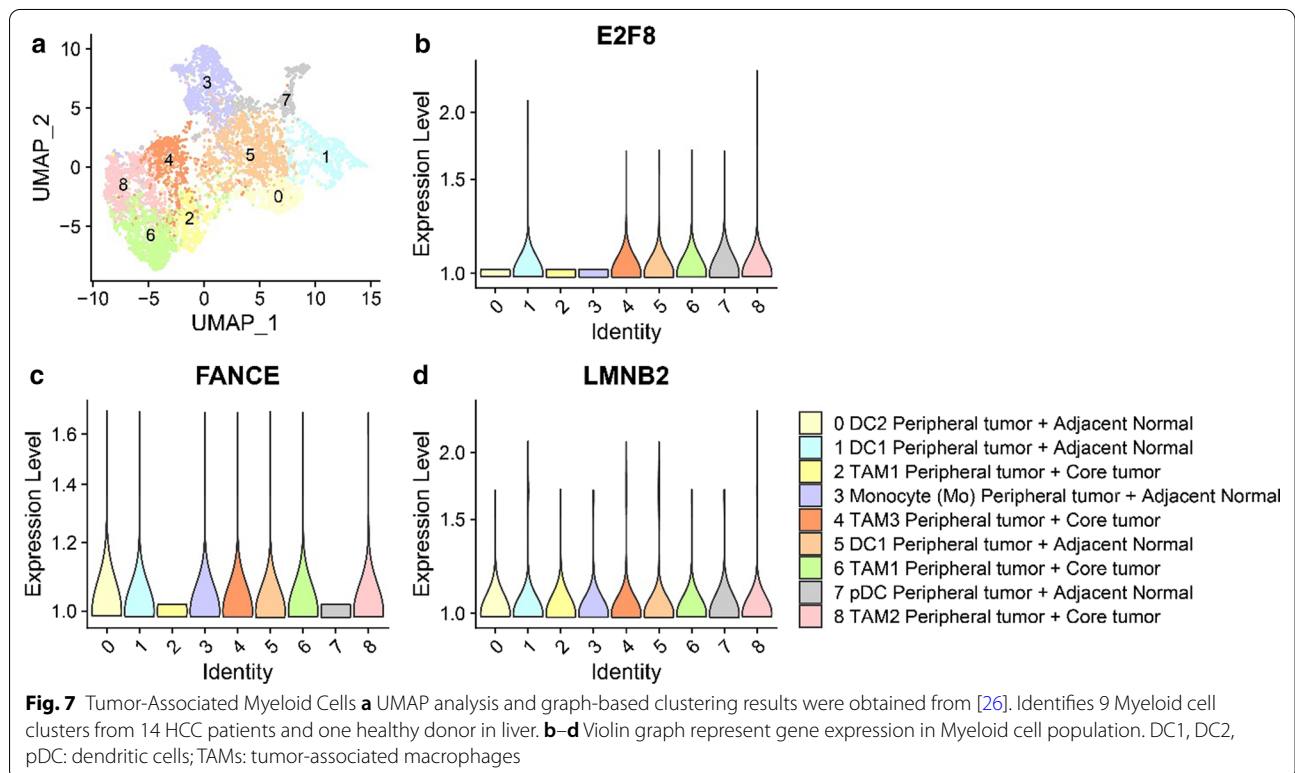 a
10
5
0
−5
UMAP_2
3
7
4
5
1
8
2
0
6
−10 −5 0 5 10 15
UMAP_1
b
E2F8
Expression Level
2.0
1.5
1.0
0 1 2 3 4 5 6 7 8
Identity
c
FANCE
Expression Level
1.6
1.4
1.2
1.0
0 1 2 3 4 5 6 7 8
Identity
d
LMNB2
Expression Level
2.0
1.5
1.0
0 1 2 3 4 5 6 7 8
Identity
0 DC2 Peripheral tumor + Adjacent Normal
1 DC1 Peripheral tumor + Adjacent Normal
2 TAM1 Peripheral tumor + Core tumor
3 Monocyte (Mo) Peripheral tumor + Adjacent Normal
4 TAM3 Peripheral tumor + Core tumor
5 DC1 Peripheral tumor + Adjacent Normal
6 TAM1 Peripheral tumor + Core tumor
7 pDC Peripheral tumor + Adjacent Normal
8 TAM2 Peripheral tumor + Core tumor
Fig. 7 Tumor-Associated Myeloid Cells a UMAP analysis and graph-based clustering results were obtained from [26]. Identifies 9 Myeloid cell
clusters from 14 HCC patients and one healthy donor in liver. b–d Violin graph represent gene expression in Myeloid cell population. DC1, DC2,
pDC: dendritic cells; TAMs: tumor-associated macrophages